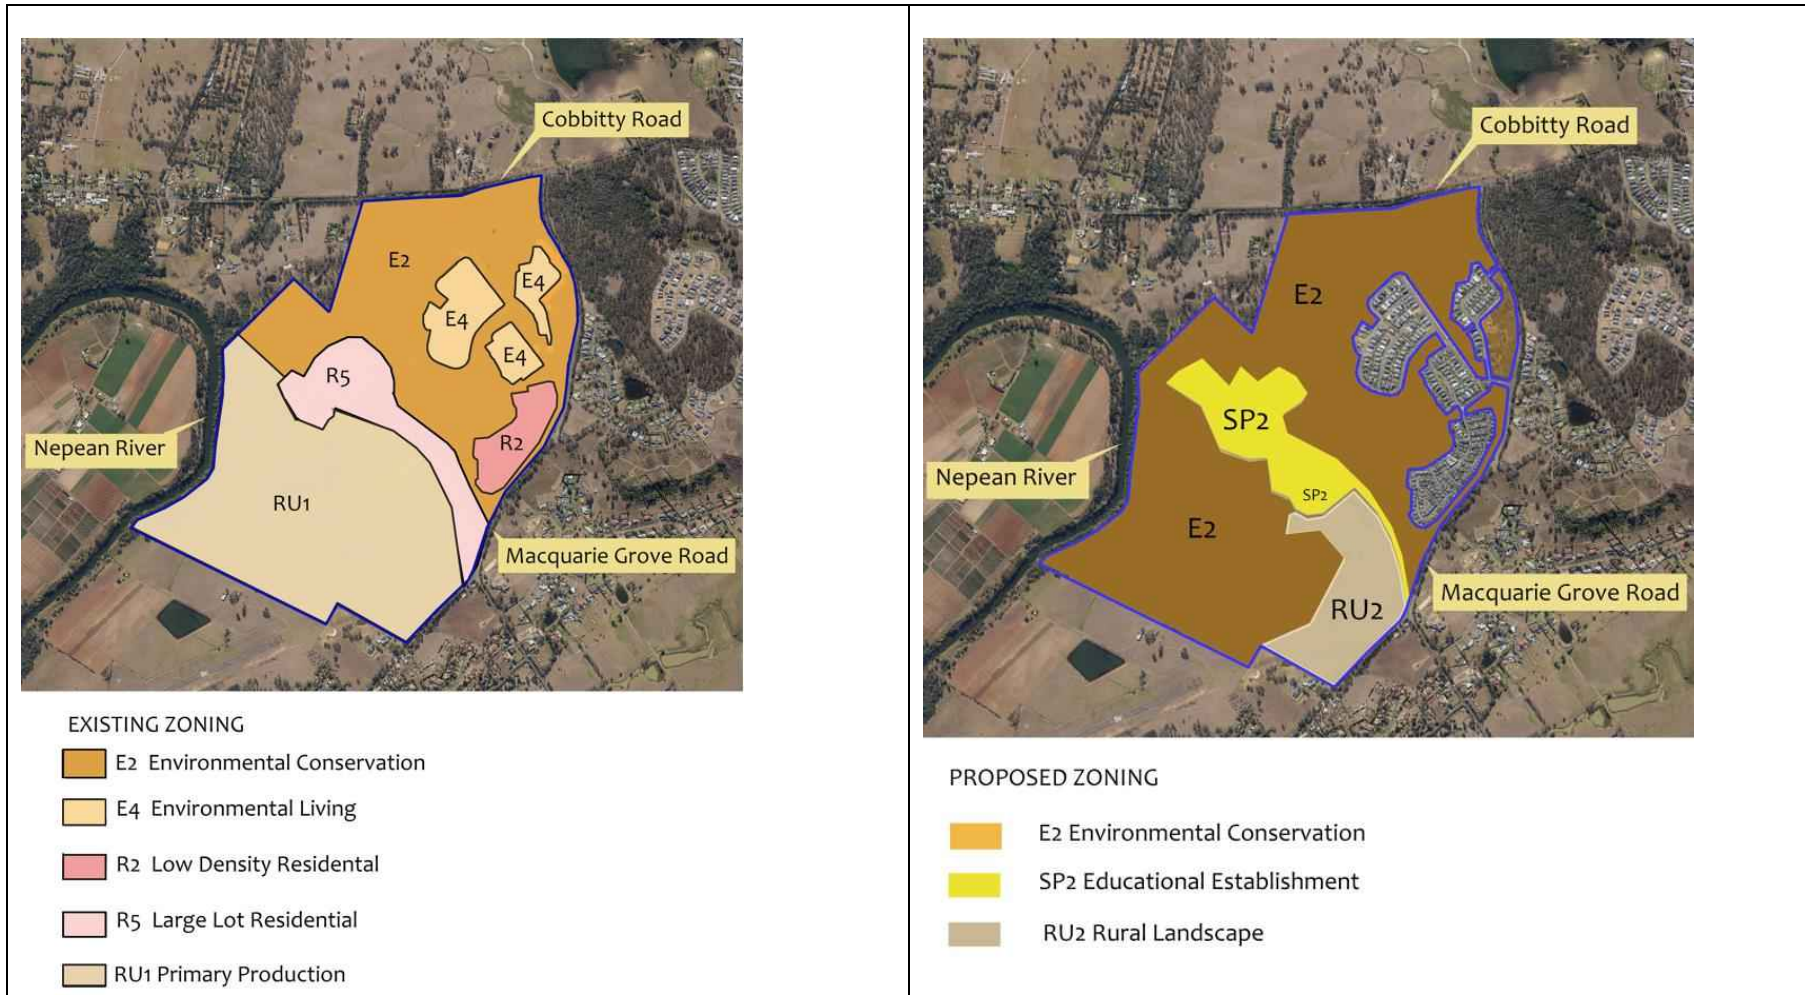 Cobbitty Road
E2
E4
E4
E4
R5
R2
Nepean River
RU1
Macquarie Grove Road
EXISTING ZONING
E2 Environmental Conservation
E4 Environmental Living
R2 Low Density Residental
R5 Large Lot Residential
RU1 Primary Production
Cobbitty Road
E2
SP2
Nepean River
SP2
E2
Macquarie Grove Road
RU2
PROPOSED ZONING
E2 Environmental Conservation
SP2 Educational Establishment
RU2 Rural Landscape